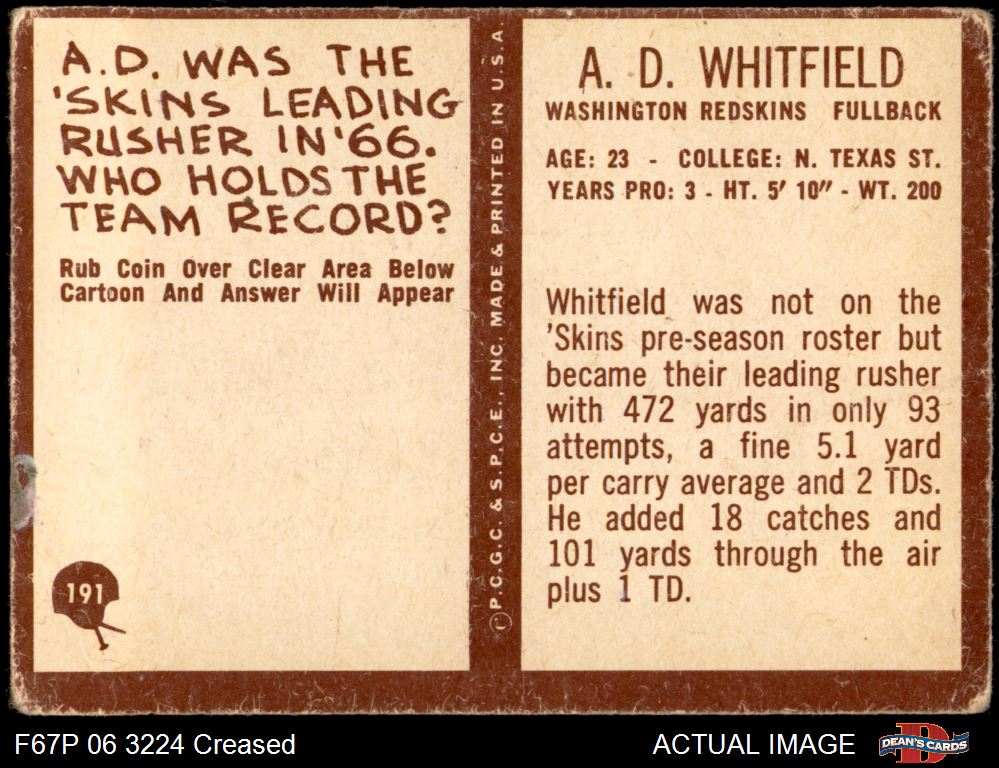 A.D. WAS THE
'SKINS LEADING
RUSHER IN '66.
WHO HOLDS THE
TEAM RECORD?
Rub Coin Over Clear Area Below
Cartoon And Answer Will Appear
191
© P.C.G.C. & S.P.C.E., INC. MADE & PRINTED IN U.S.A.
A. D. WHITFIELD
WASHINGTON REDSKINS FULLBACK
AGE: 23 - COLLEGE: N. TEXAS ST.
YEARS PRO: 3 - HT. 5' 10" - WT. 200
Whitfield was not on the
'Skins pre-season roster but
became their leading rusher
with 472 yards in only 93
attempts, a fine 5.1 yard
per carry average and 2 TDs.
He added 18 catches and
101 yards through the air
plus 1 TD.
F67P 06 3224 Creased
ACTUAL IMAGE
DEAN'S CARDS